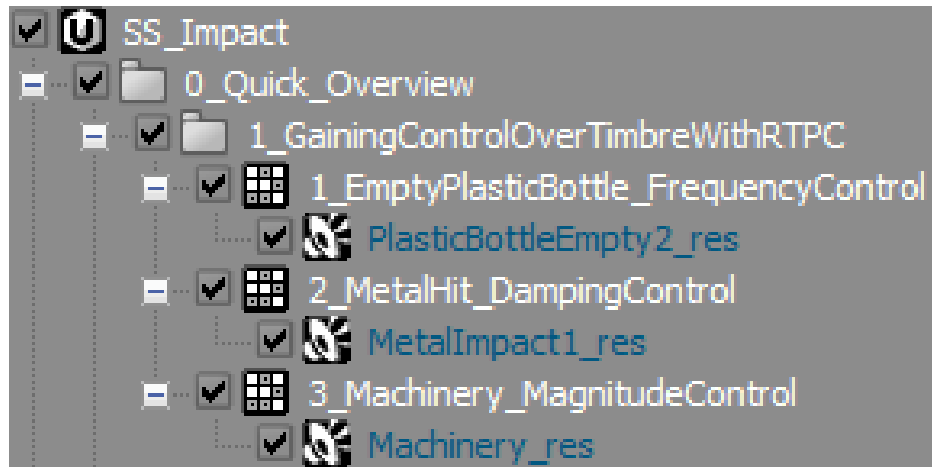 SS_Impact
0_Quick_Overview
1_GainingControlOverTimbreWithRTPC
1_EmptyPlasticBottle_FrequencyControl
PlasticBottleEmpty2_res
2_MetalHit_DampingControl
MetalImpact1_res
3_Machinery_MagnitudeControl
Machinery_res